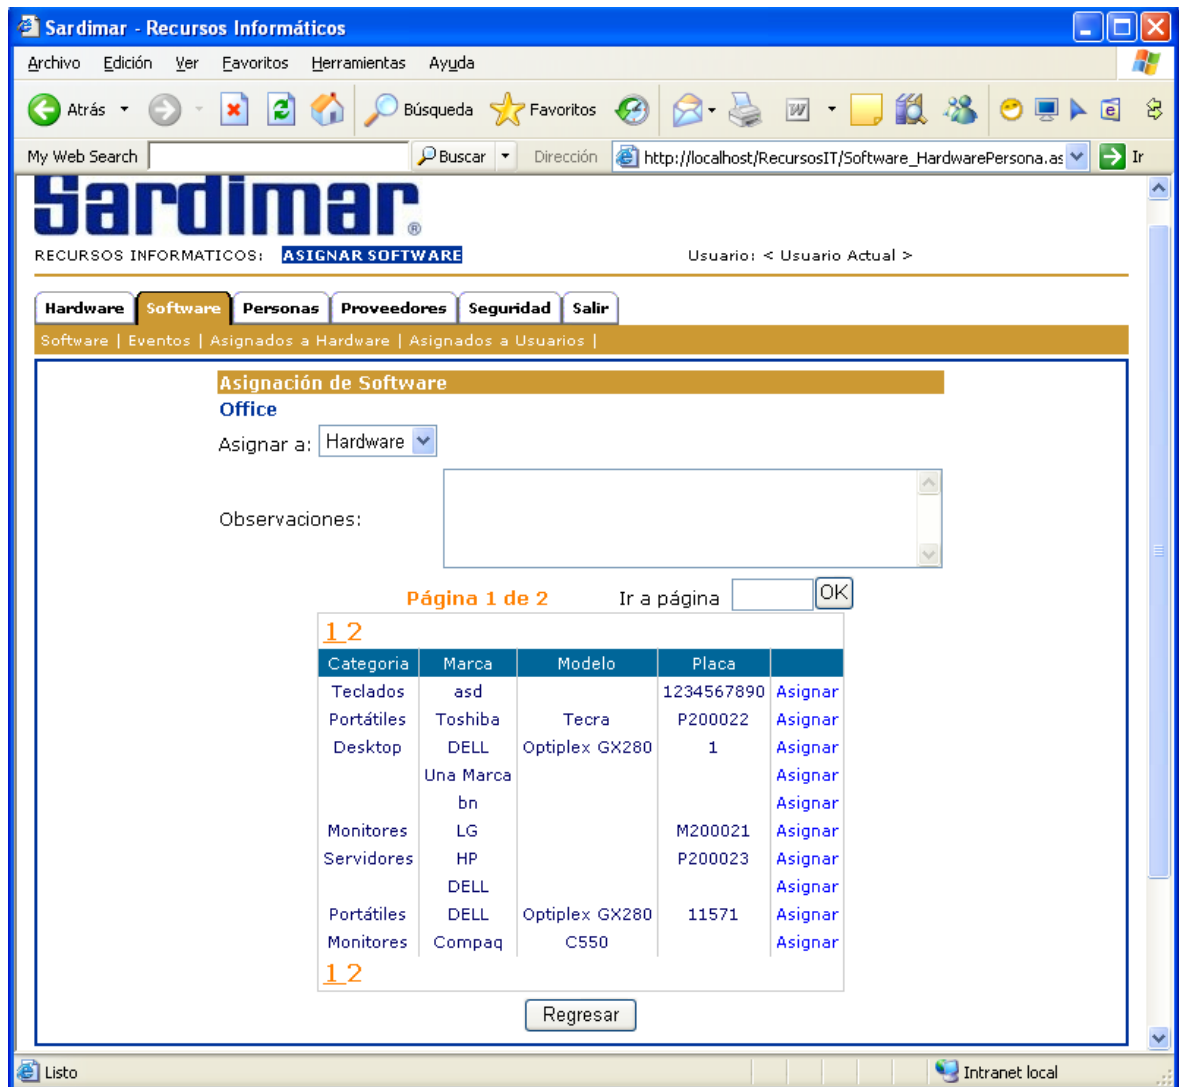 Sardimar - Recursos Informáticos
Archivo Edición Ver Favoritos Herramientas Ayuda
Atrás Búsqueda Favoritos
My Web Search Buscar Dirección http://localhost/RecursosIT/Software_HardwarePersona.as Ir
Sardimar ®
RECURSOS INFORMATICOS: ASIGNAR SOFTWARE Usuario: < Usuario Actual >
Hardware Software Personas Proveedores Seguridad Salir
Software | Eventos | Asignados a Hardware | Asignados a Usuarios |
Asignación de Software
Office
Asignar a: Hardware
Observaciones:
Página 1 de 2 Ir a página OK
1 2
Categoria Marca Modelo Placa
Teclados asd 1234567890 Asignar
Portátiles Toshiba Tecra P200022 Asignar
Desktop DELL Optiplex GX280 1 Asignar
Una Marca Asignar
bn Asignar
Monitores LG M200021 Asignar
Servidores HP P200023 Asignar
DELL Asignar
Portátiles DELL Optiplex GX280 11571 Asignar
Monitores Compaq C550 Asignar
1 2
Regresar
Listo Intranet local